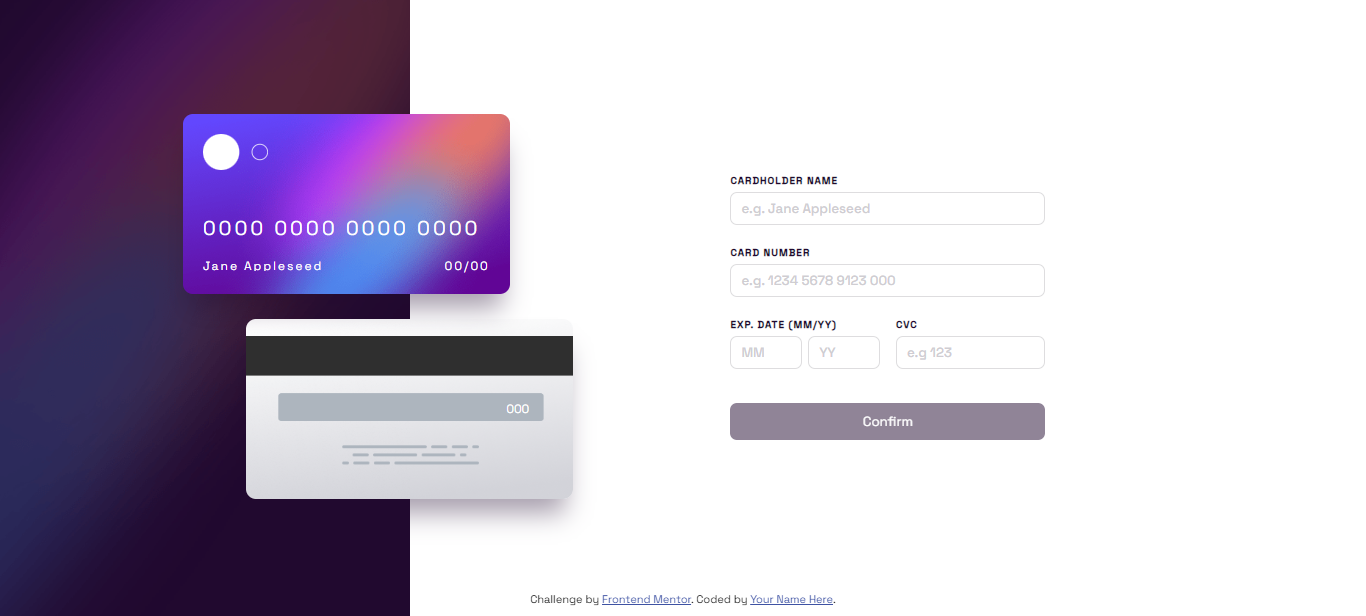 0000 0000 0000 0000
Jane Appleseed 00/00
000
CARDHOLDER NAME
e.g. Jane Appleseed
CARD NUMBER
e.g. 1234 5678 9123 000
EXP. DATE (MM/YY) CVC
MM YY e.g 123
Confirm
Challenge by Frontend Mentor. Coded by Your Name Here.